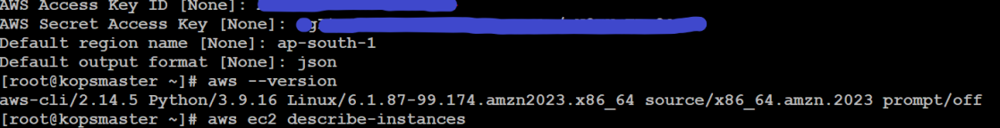 AWS Access Key ID [None]:
AWS Secret Access Key [None]:
Default region name [None]: ap-south-1
Default output format [None]: json
[root@kopsmaster ~]# aws --version
aws-cli/2.14.5 Python/3.9.16 Linux/6.1.87-99.174.amzn2023.x86_64 source/x86_64.amzn.2023 prompt/off
[root@kopsmaster ~]# aws ec2 describe-instances